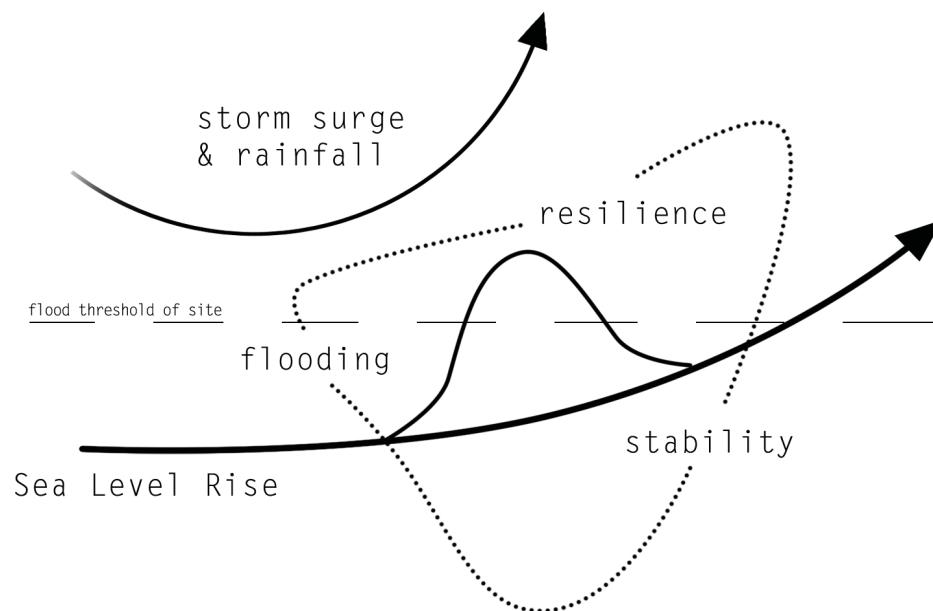 storm surge
& rainfall
resilience
flood threshold of site
flooding
stability
Sea Level Rise